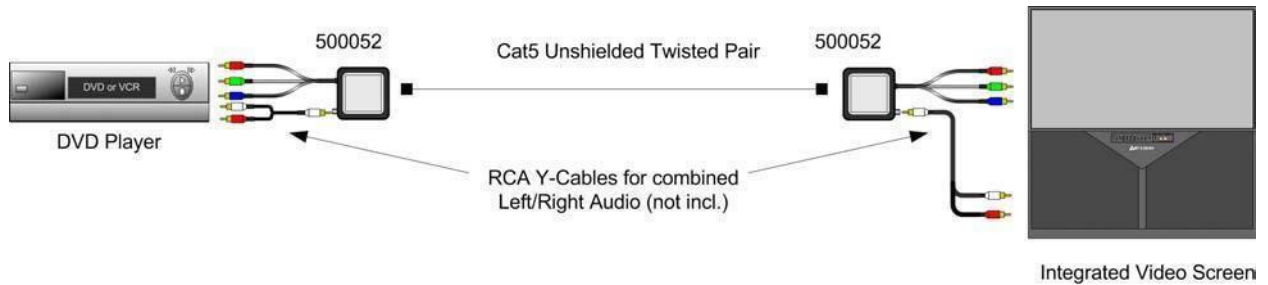 500052
Cat5 Unshielded Twisted Pair
500052
DVD or VCR
DVD Player
RCA Y-Cables for combined
Left/Right Audio (not incl.)
Integrated Video Screen